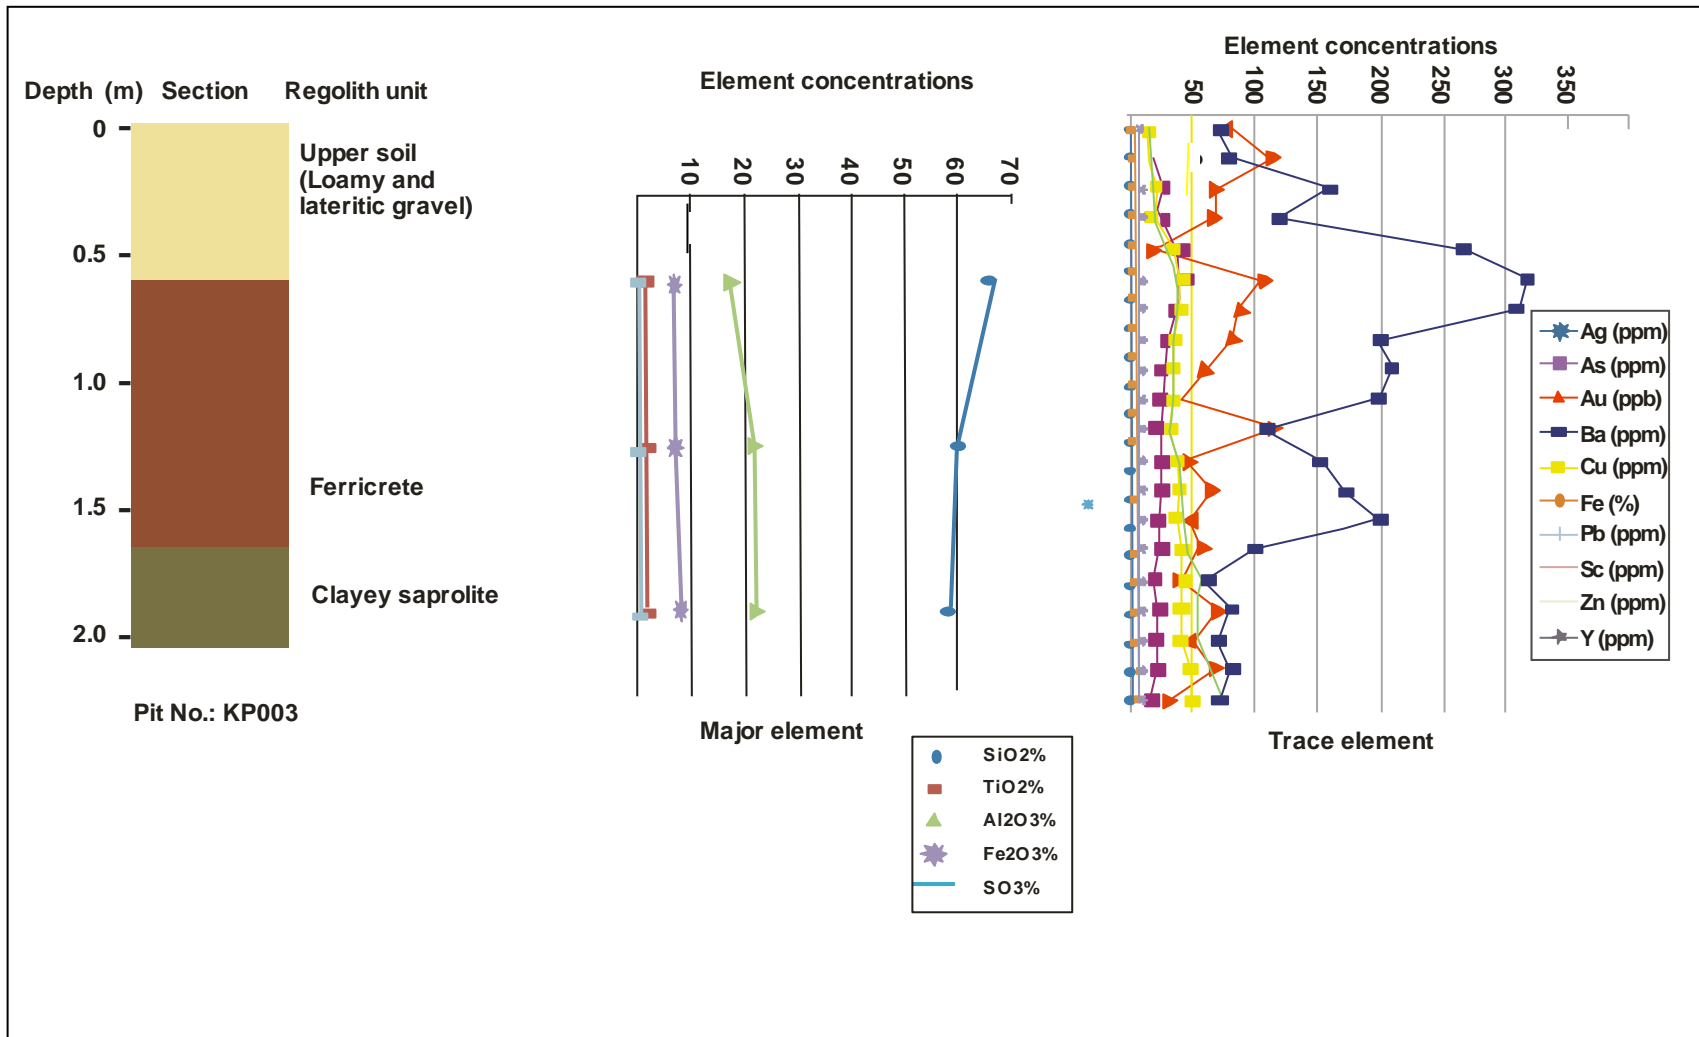 Element concentrations
50
100
150
200
250
300
350
Element concentrations
Depth (m) Section Regolith unit
0
Upper soil
(Loamy and
lateritic gravel)
10
20
30
40
50
60
70
0.5
1.0
Ferricrete
1.5
Clayey saprolite
2.0
Pit No.: KP003
Major element
Trace element
SiO2%
TiO2%
Al2O3%
Fe2O3%
SO3%
Ag (ppm)
As (ppm)
Au (ppb)
Ba (ppm)
Cu (ppm)
Fe (%)
Pb (ppm)
Sc (ppm)
Zn (ppm)
Y (ppm)